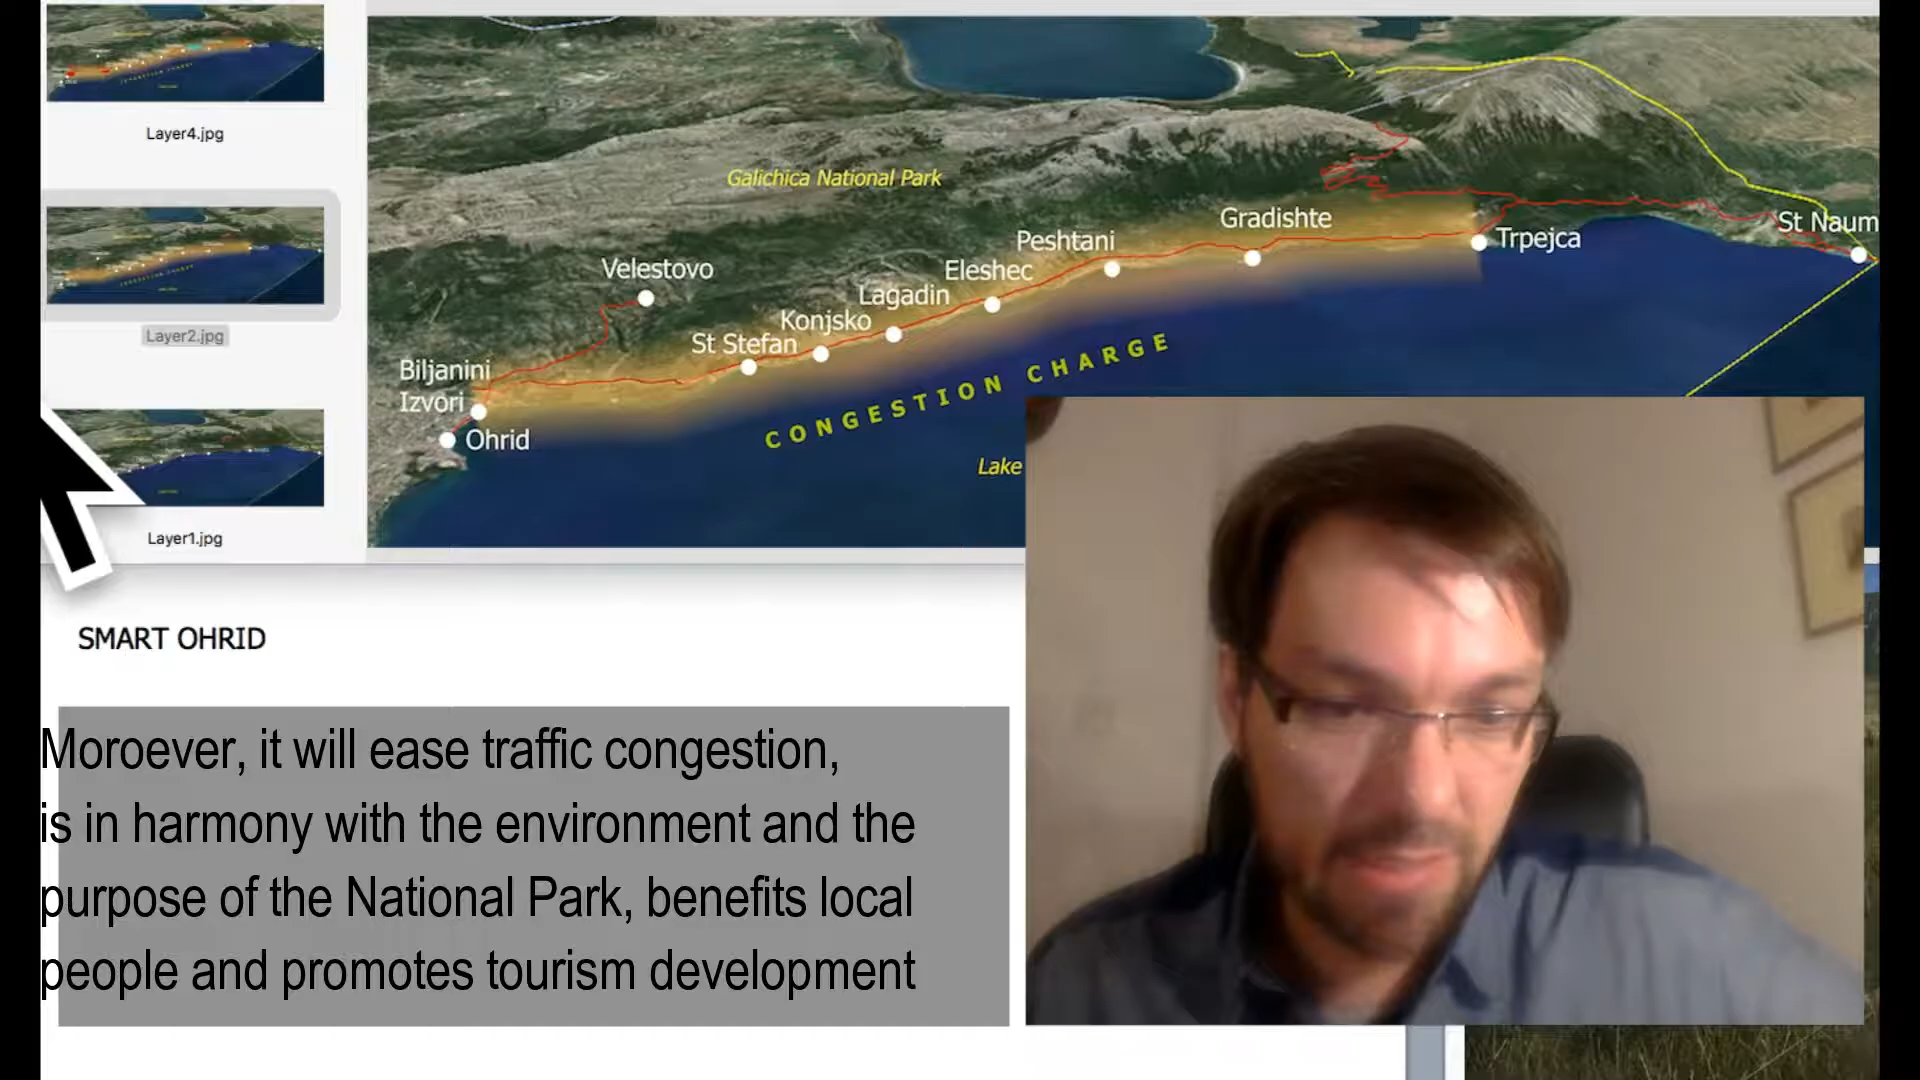 Layer4.jpg
Layer2.jpg
Layer1.jpg
Galichica National Park
Gradishte
St Naum
Trpejca
Peshtani
Velestovo
Eleshec
Lagadin
Konjsko
St Stefan
Biljanini
Izvori
Ohrid
CONGESTION CHARGE
Lake
SMART OHRID
Moroever, it will ease traffic congestion,
is in harmony with the environment and the
purpose of the National Park, benefits local
people and promotes tourism development